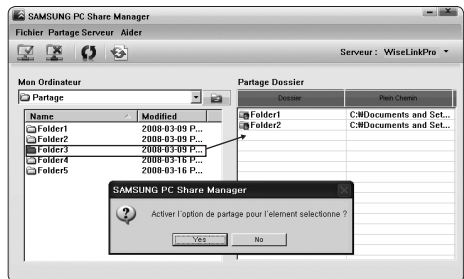 SAMSUNG PC Share Manager
Fichier Partage Serveur Aider
Serveur : WiseLinkPro
Mon Ordinateur
Partage Dossier
Partage
Dossier
Plein Chemin
Name
Modified
Folder1
2008-03-09 P...
Folder2
2008-03-09 P...
Folder3
2008-03-09 P...
Folder4
2008-03-16 P...
Folder5
2008-03-16 P...
Folder1
C:₩Documents and Set...
Folder2
C:₩Documents and Set...
SAMSUNG PC Share Manager
Activer l'option de partage pour l'element selectionne ?
Yes
No